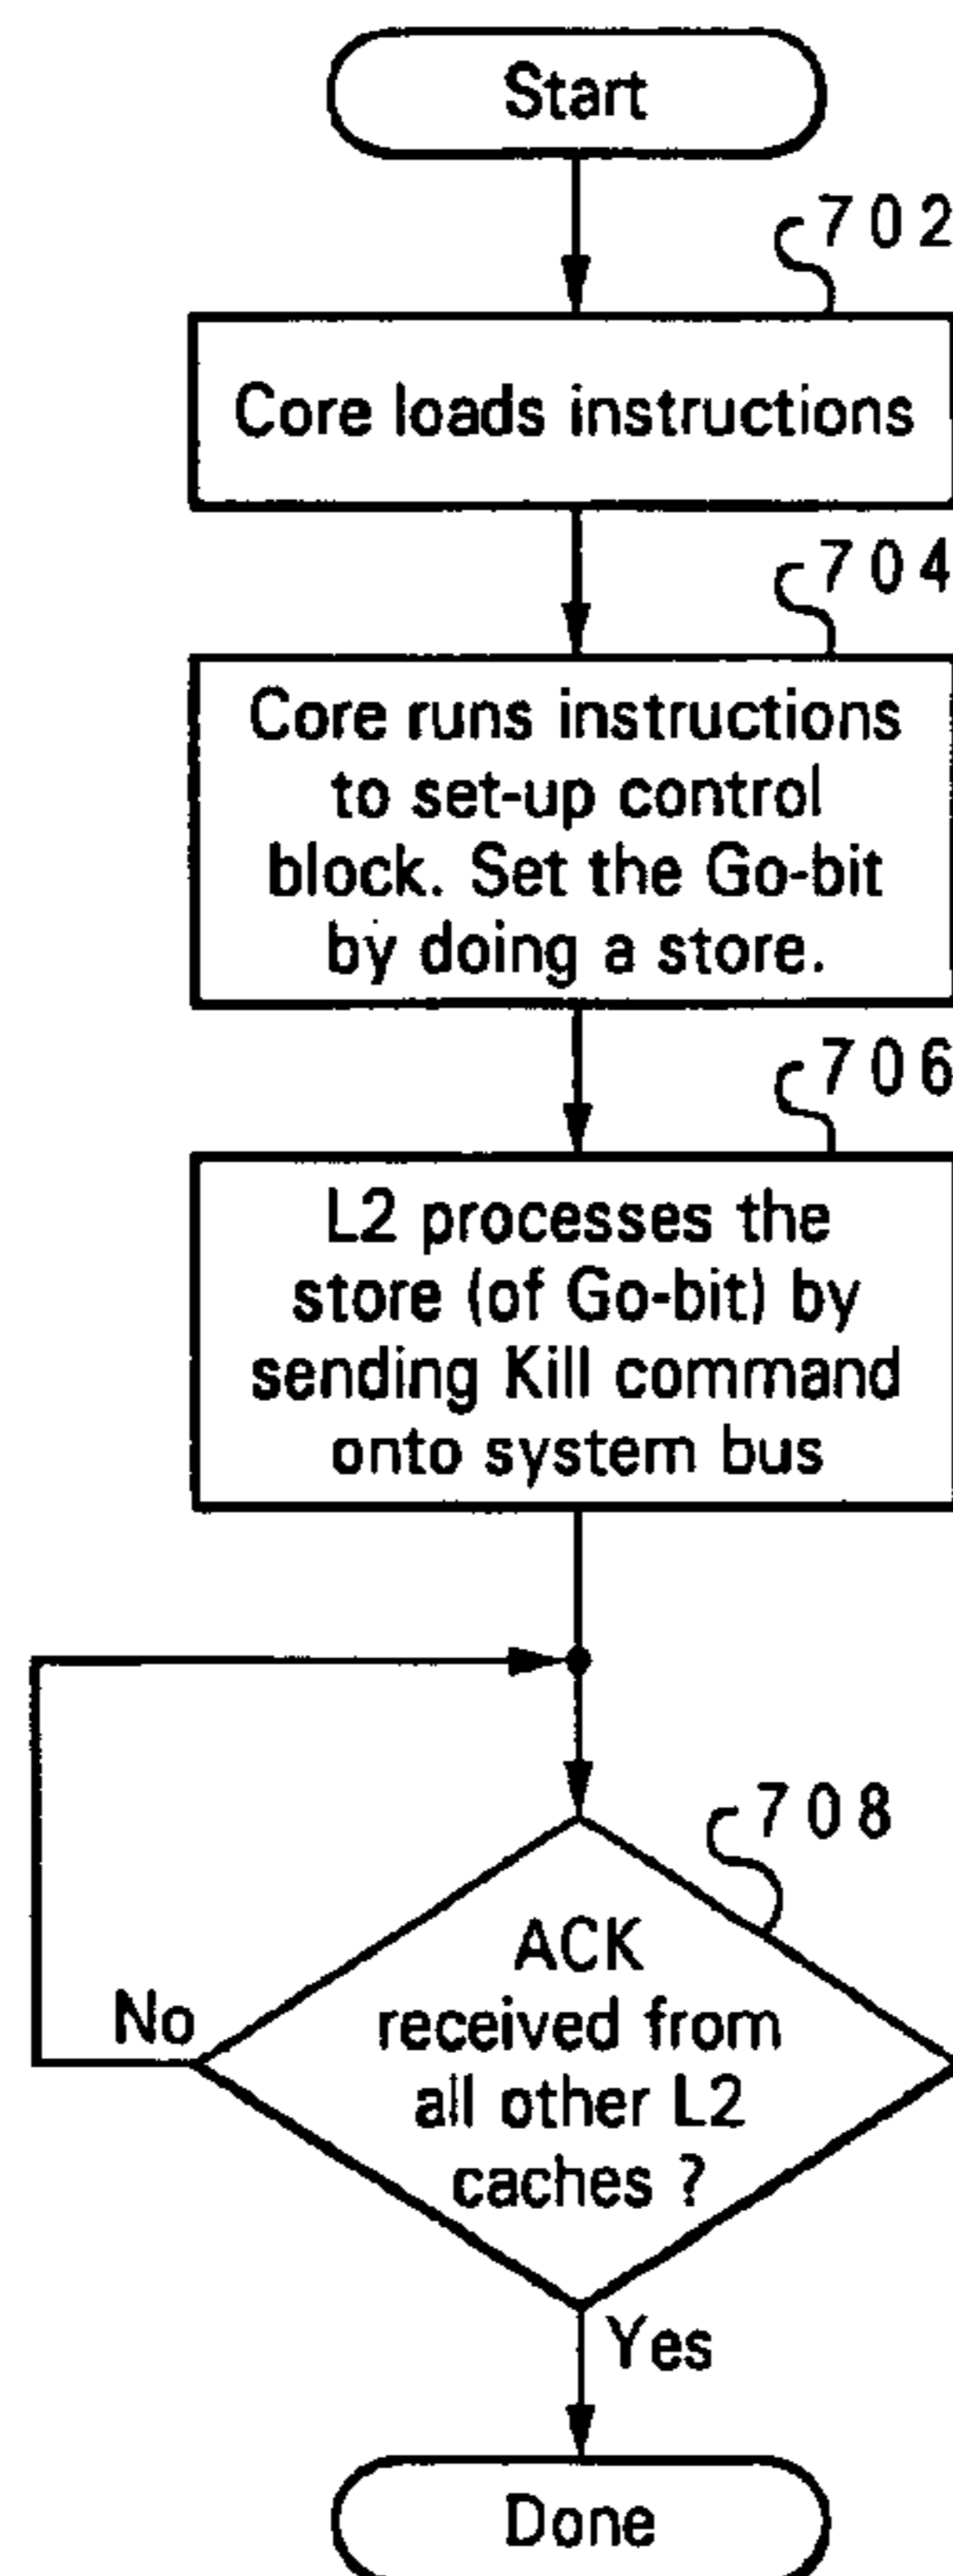 Start
702
Core loads instructions
704
Core runs instructions
to set-up control
block. Set the Go-bit
by doing a store.
706
L2 processes the
store (of Go-bit) by
sending Kill command
onto system bus
708
ACK
received from
all other L2
caches ?
No
Yes
Done